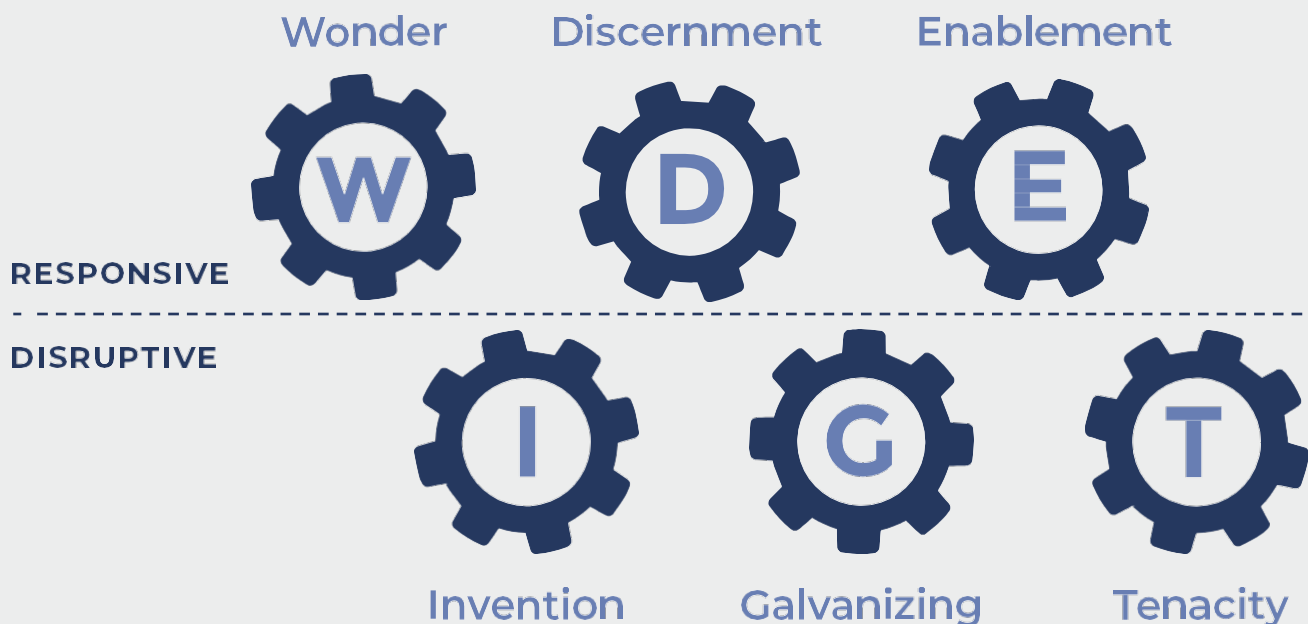 Wonder
Discernment
Enablement
W
D
E
RESPONSIVE
DISRUPTIVE
I
G
T
Invention
Galvanizing
Tenacity